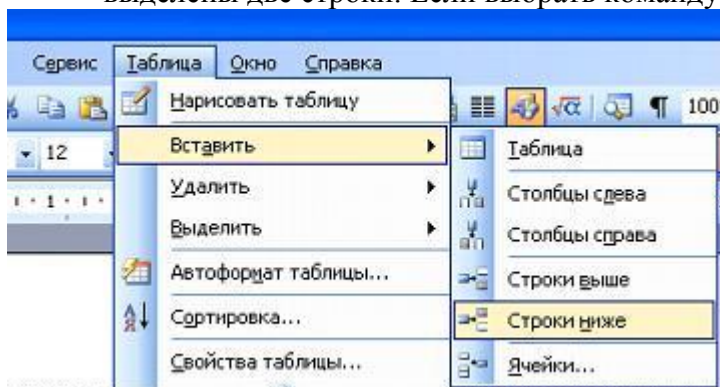 выделены две строки. Если выбрать команду
Сервис Таблица Окно Справка
Нарисовать таблицу 100
12 Вставить Таблица
1 Удалить Столбцы слева
Выделить Столбцы справа
Автоформат таблицы... Строки выше
Сортировка... Строки ниже
Свойства таблицы... Ячейки...